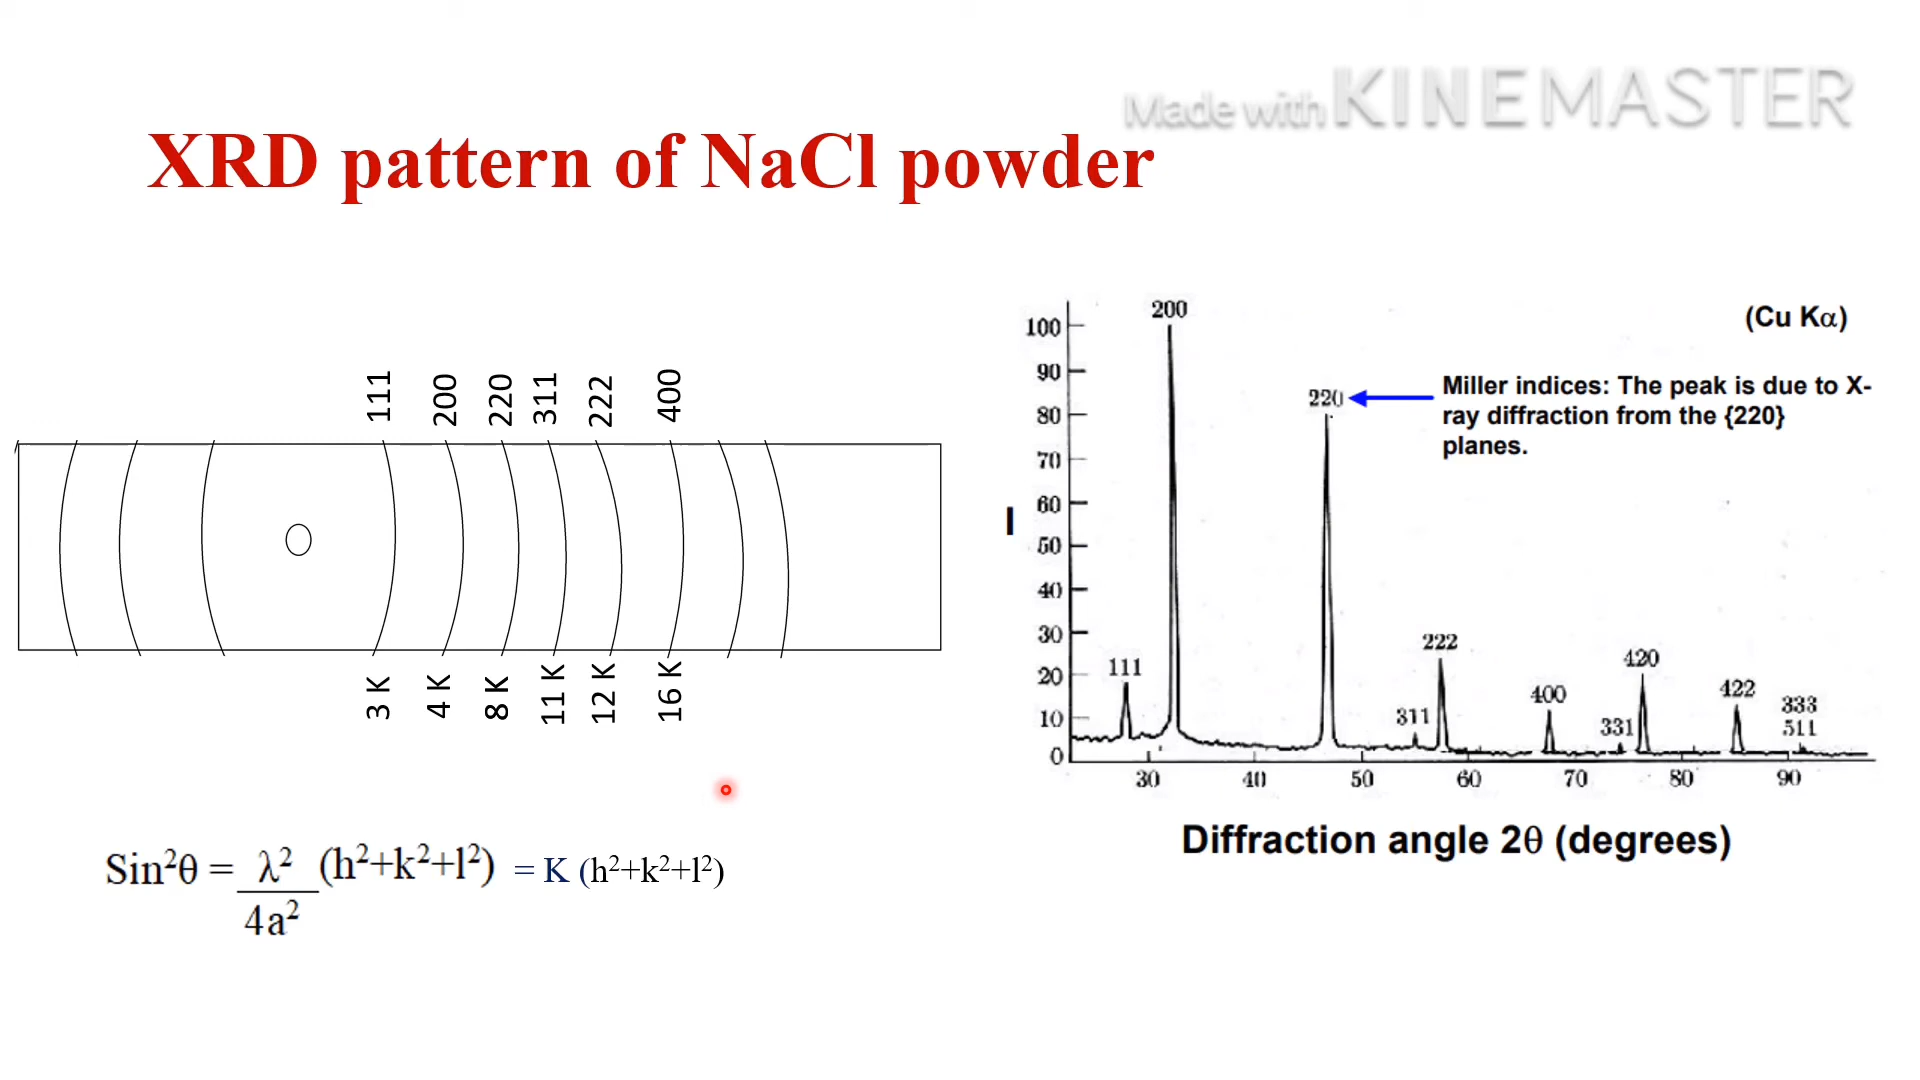 Made with KINEMASTER
XRD pattern of NaCl powder
111 200 220 311 222 400
3 K 4 K 8 K 11 K 12 K 16 K
Sin²θ = λ² (h²+k²+l²) = K (h²+k²+l²)
4a²
(Cu Kα)
Miller indices: The peak is due to X-
ray diffraction from the {220}
planes.
200
220
222
111
420
422
400
333
311
331
511
I
100
90
80
70
60
50
40
30
20
10
0
30 40 50 60 70 80 90
Diffraction angle 2θ (degrees)